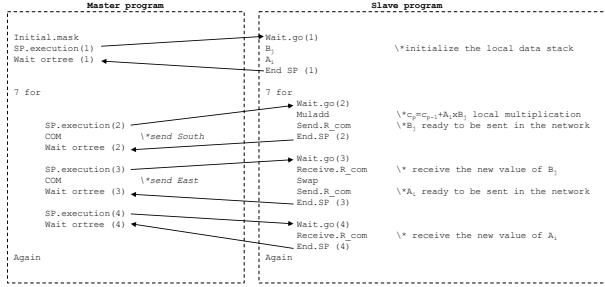 Master program
Initial.mask
SP.execution(1)
Wait ortree (1)
7 for
SP.execution(2)
COM \*send South
Wait ortree (2)
SP.execution(3)
COM \*send East
Wait ortree (3)
SP.execution(4)
Wait ortree (4)
Again
Slave program
Wait.go(1)
Bj \*initialize the local data stack
Ai
End SP (1)
7 for
Wait.go(2)
Muladd \*cp=cp-1+AixBj local multiplication
Send.R_com \*Bj ready to be sent in the network
End.SP (2)
Wait.go(3)
Receive.R_com \* receive the new value of Bj
Swap
Send.R_com \*Ai ready to be sent in the network
End.SP (3)
Wait.go(4)
Receive.R_com \* receive the new value of Ai
End.SP (4)
Again